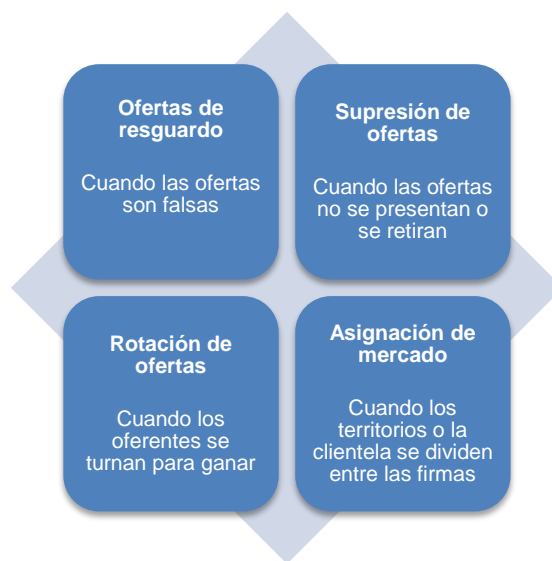 Ofertas de
resguardo
Cuando las ofertas
son falsas
Supresión de
ofertas
Cuando las ofertas
no se presentan o
se retiran
Rotación de
ofertas
Cuando los
oferentes se
turnan para ganar
Asignación de
mercado
Cuando los
territorios o la
clientela se dividen
entre las firmas